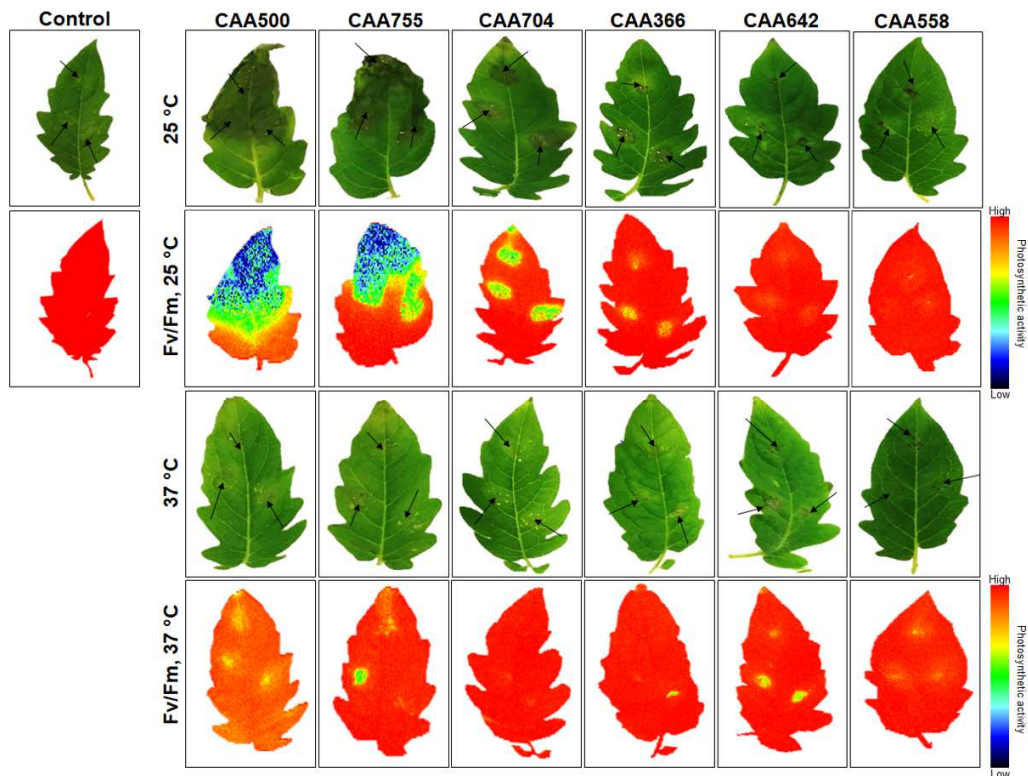 Control CAA500 CAA755 CAA704 CAA366 CAA642 CAA558
25 °C
Fv/Fm, 25 °C
High
Photosynthetic activity
Low
37 °C
Fv/Fm, 37 °C
High
Photosynthetic activity
Low